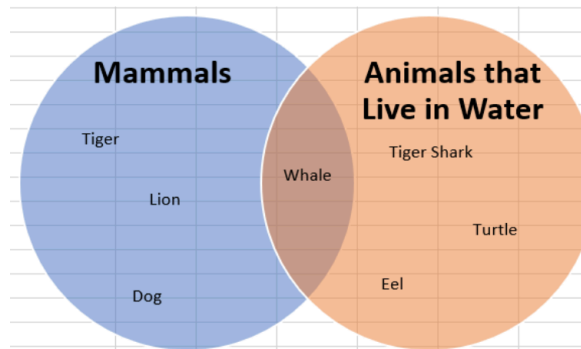 Mammals
Animals that
Live in Water
Tiger
Tiger Shark
Whale
Lion
Turtle
Eel
Dog